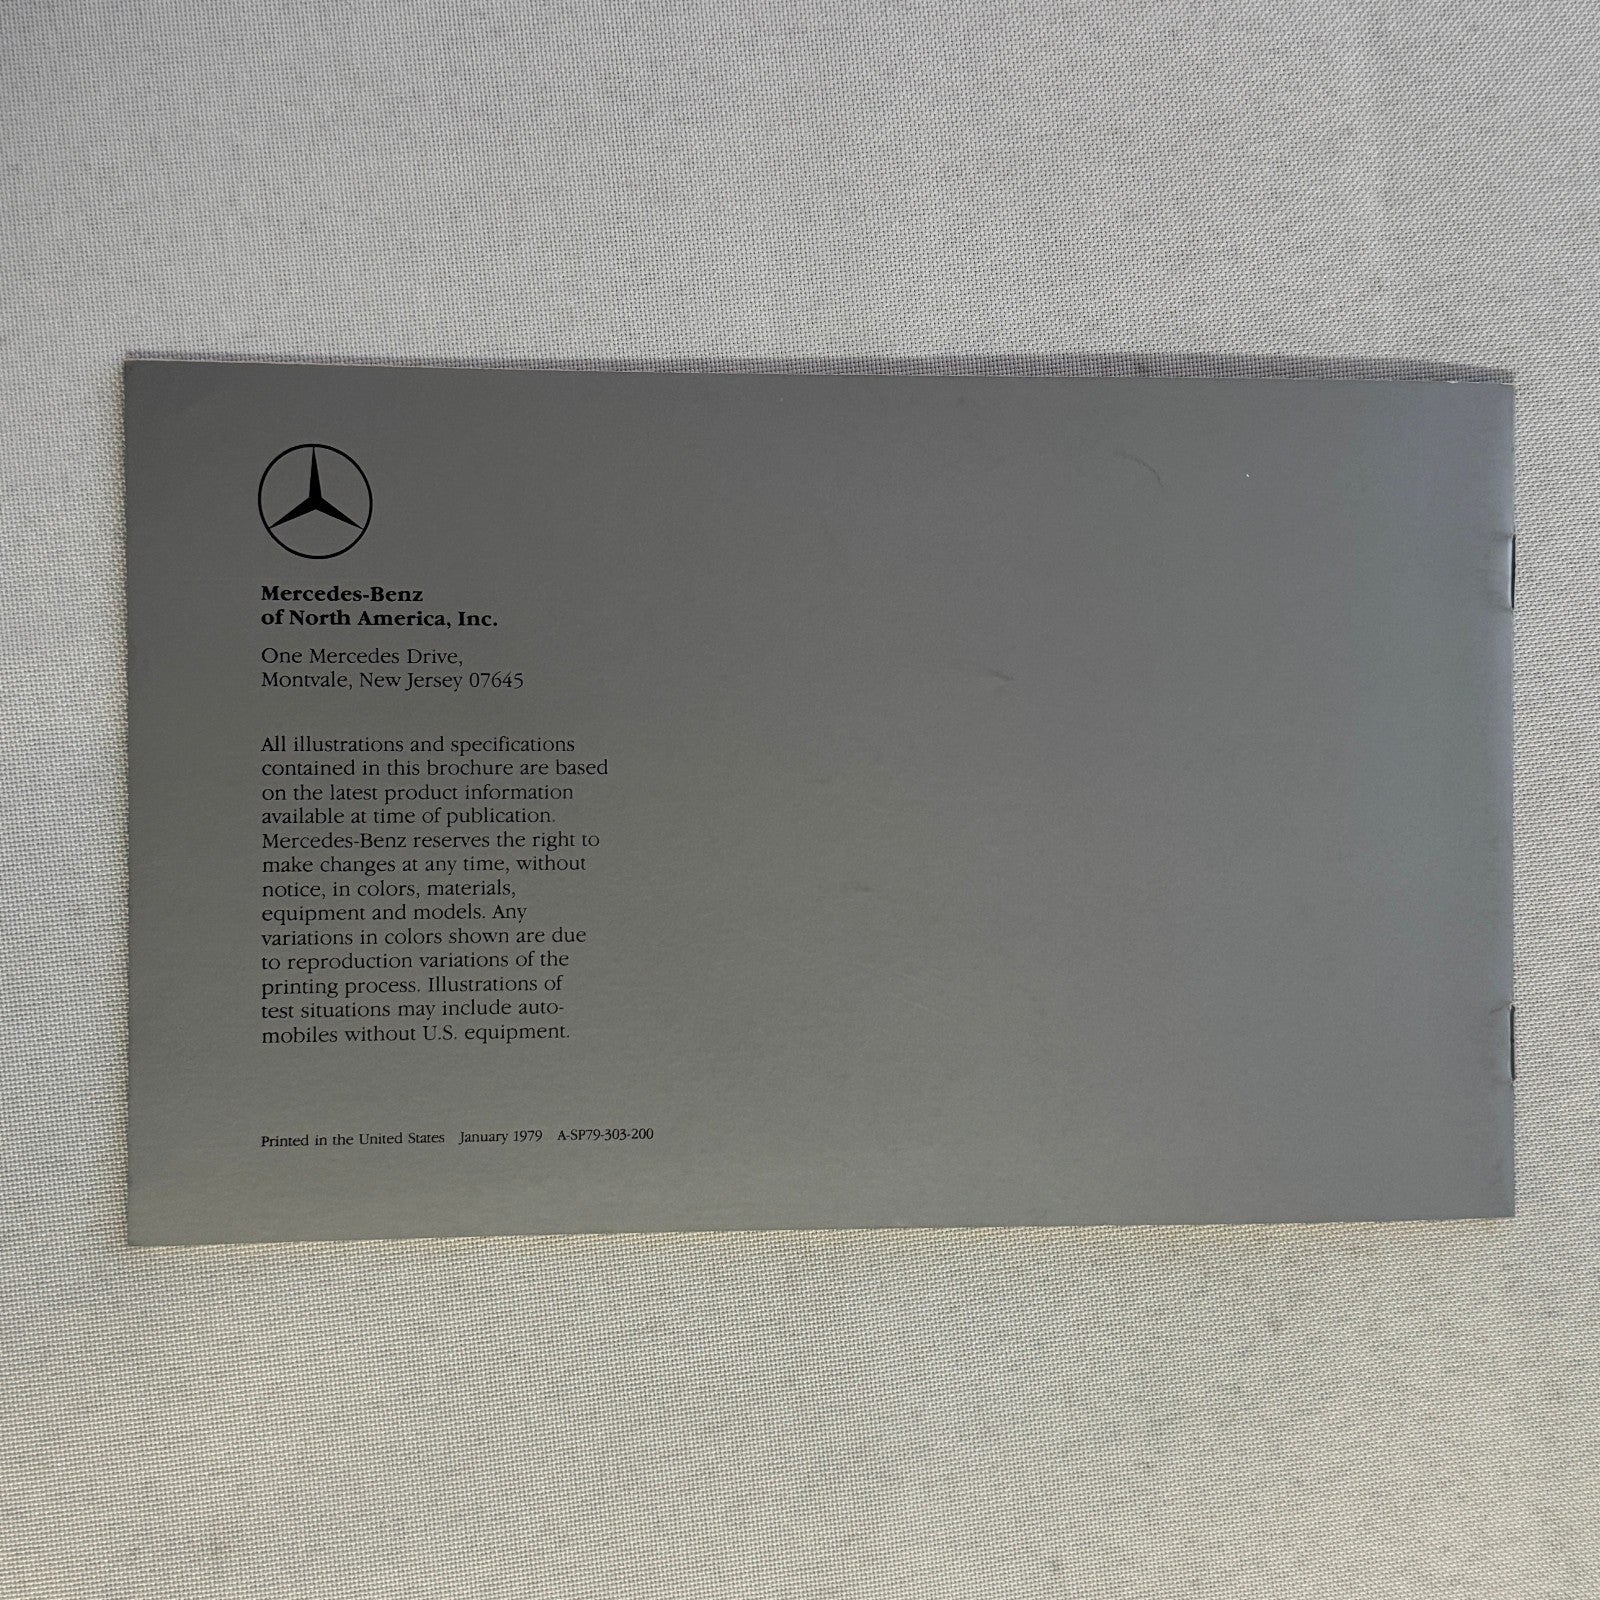 Mercedes-Benz
of North America, Inc.
One Mercedes Drive,
Montvale, New Jersey 07645
All illustrations and specifications
contained in this brochure are based
on the latest product information
available at time of publication.
Mercedes-Benz reserves the right to
make changes at any time, without
notice, in colors, materials,
equipment and models. Any
variations in colors shown are due
to reproduction variations of the
printing process. Illustrations of
test situations may include auto-
mobiles without U.S. equipment.
Printed in the United States January 1979 A-SP79-303-200